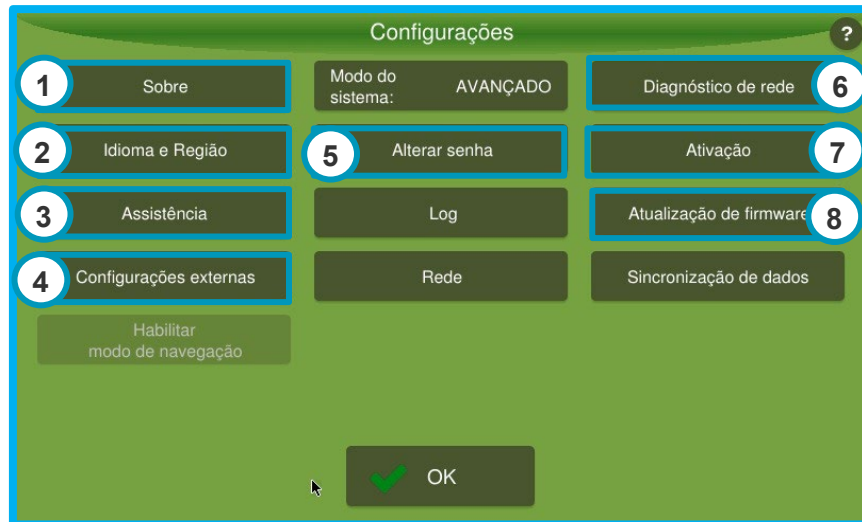 Configurações
?
1 Sobre
Modo do
sistema: AVANÇADO
Diagnóstico de rede 6
2 Idioma e Região
5 Alterar senha
Ativação 7
3 Assistência
Log
Atualização de firmware 8
4 Configurações externas
Rede
Sincronização de dados
Habilitar
modo de navegação
OK